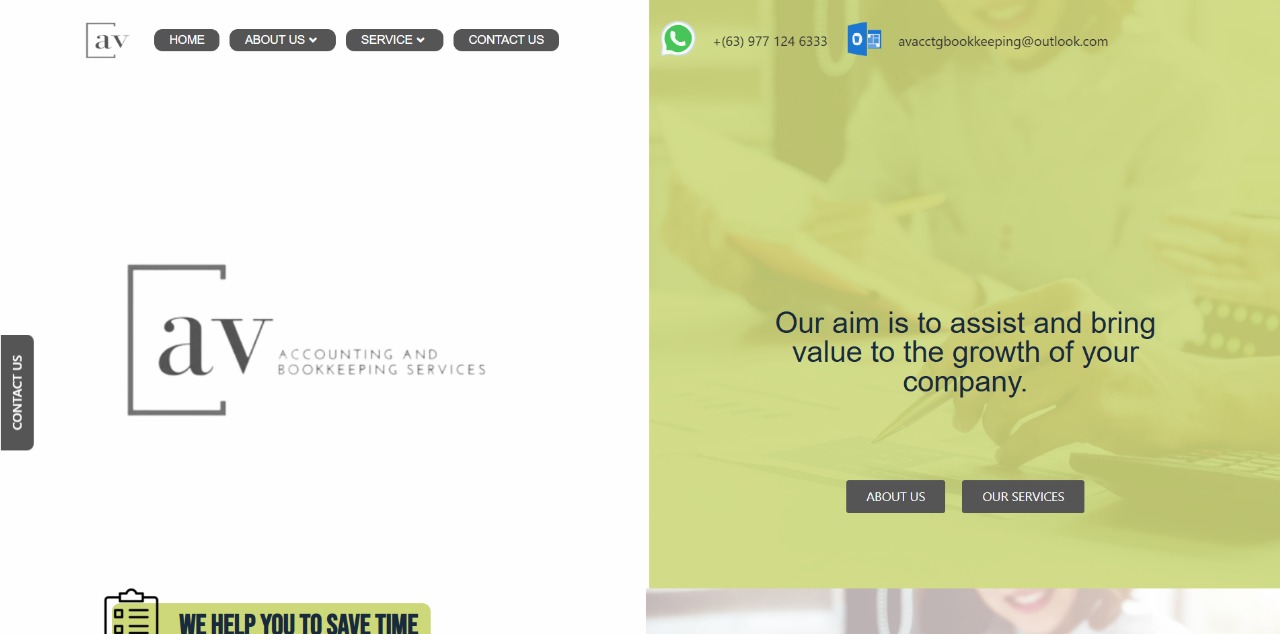 av
HOME
ABOUT US
SERVICE
CONTACT US
+(63) 977 124 6333
avacctgbookkeeping@outlook.com
av
ACCOUNTING AND
BOOKKEEPING SERVICES
CONTACT US
Our aim is to assist and bring
value to the growth of your
company.
ABOUT US
OUR SERVICES
WE HELP YOU TO SAVE TIME